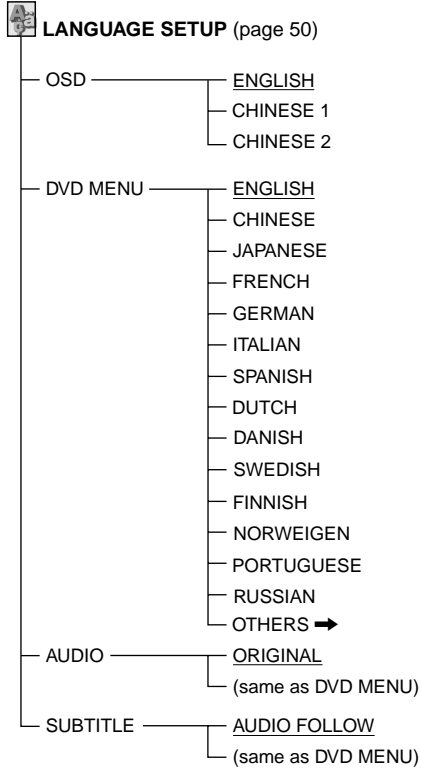 LANGUAGE SETUP (page 50)
OSD ENGLISH
CHINESE 1
CHINESE 2
DVD MENU ENGLISH
CHINESE
JAPANESE
FRENCH
GERMAN
ITALIAN
SPANISH
DUTCH
DANISH
SWEDISH
FINNISH
NORWEIGEN
PORTUGUESE
RUSSIAN
OTHERS ➡
AUDIO ORIGINAL
(same as DVD MENU)
SUBTITLE AUDIO FOLLOW
(same as DVD MENU)